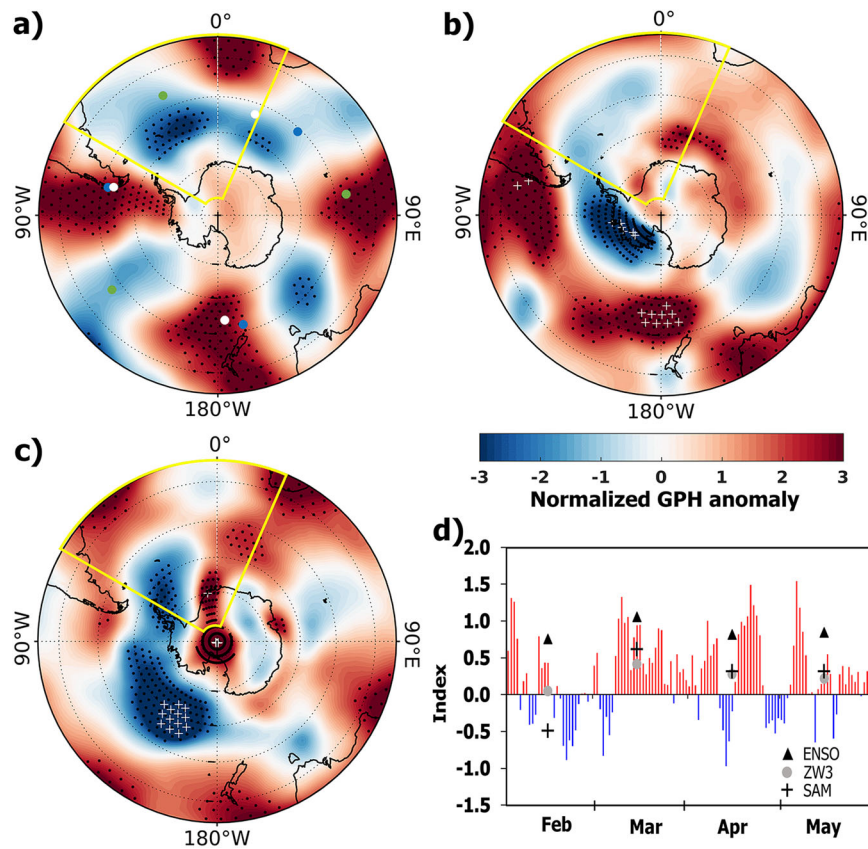 a)
0°
90°W
90°E
180°W
b)
0°
90°W
90°E
180°W
-3 -2 -1 0 1 2 3
Normalized GPH anomaly
c)
0°
90°W
90°E
180°W
d)
2.0
1.5
1.0
0.5
0.0
-0.5
-1.0
-1.5
Index
ENSO
ZW3
SAM
Feb Mar Apr May